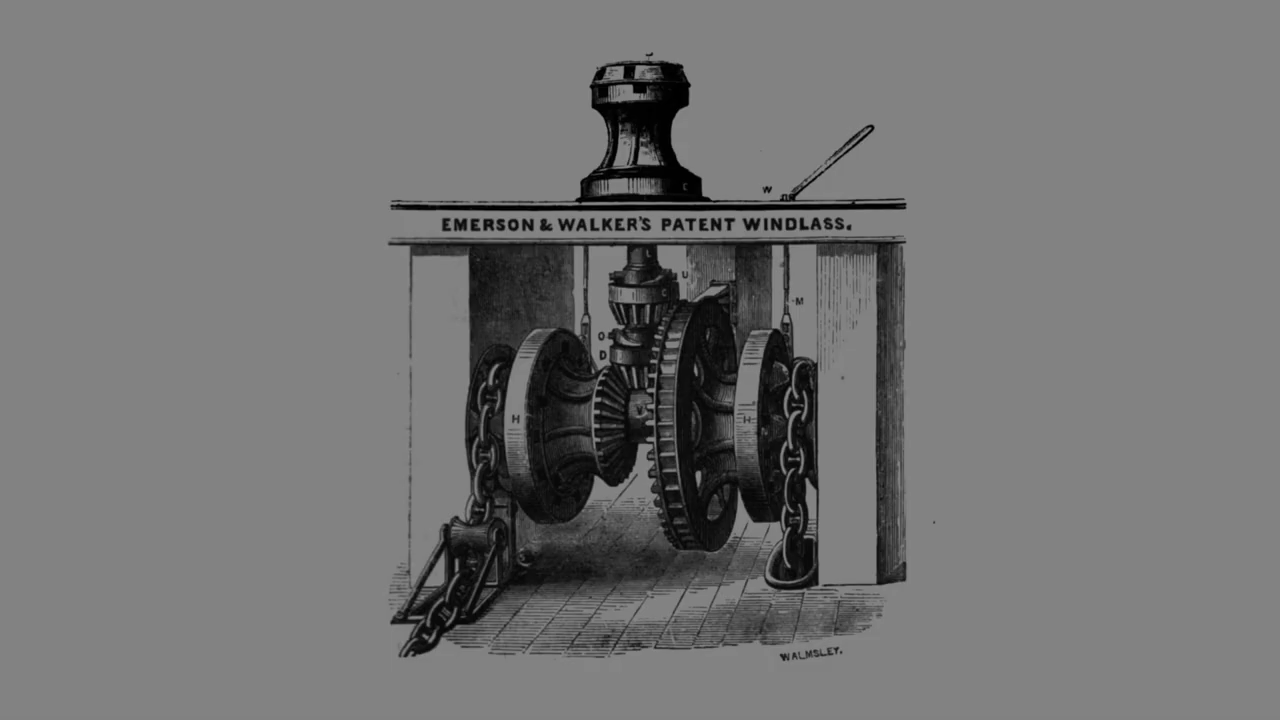 C
W
EMERSON & WALKER'S PATENT WINDLASS.
U
C
M
O
D
H
H
WALMSLEY.